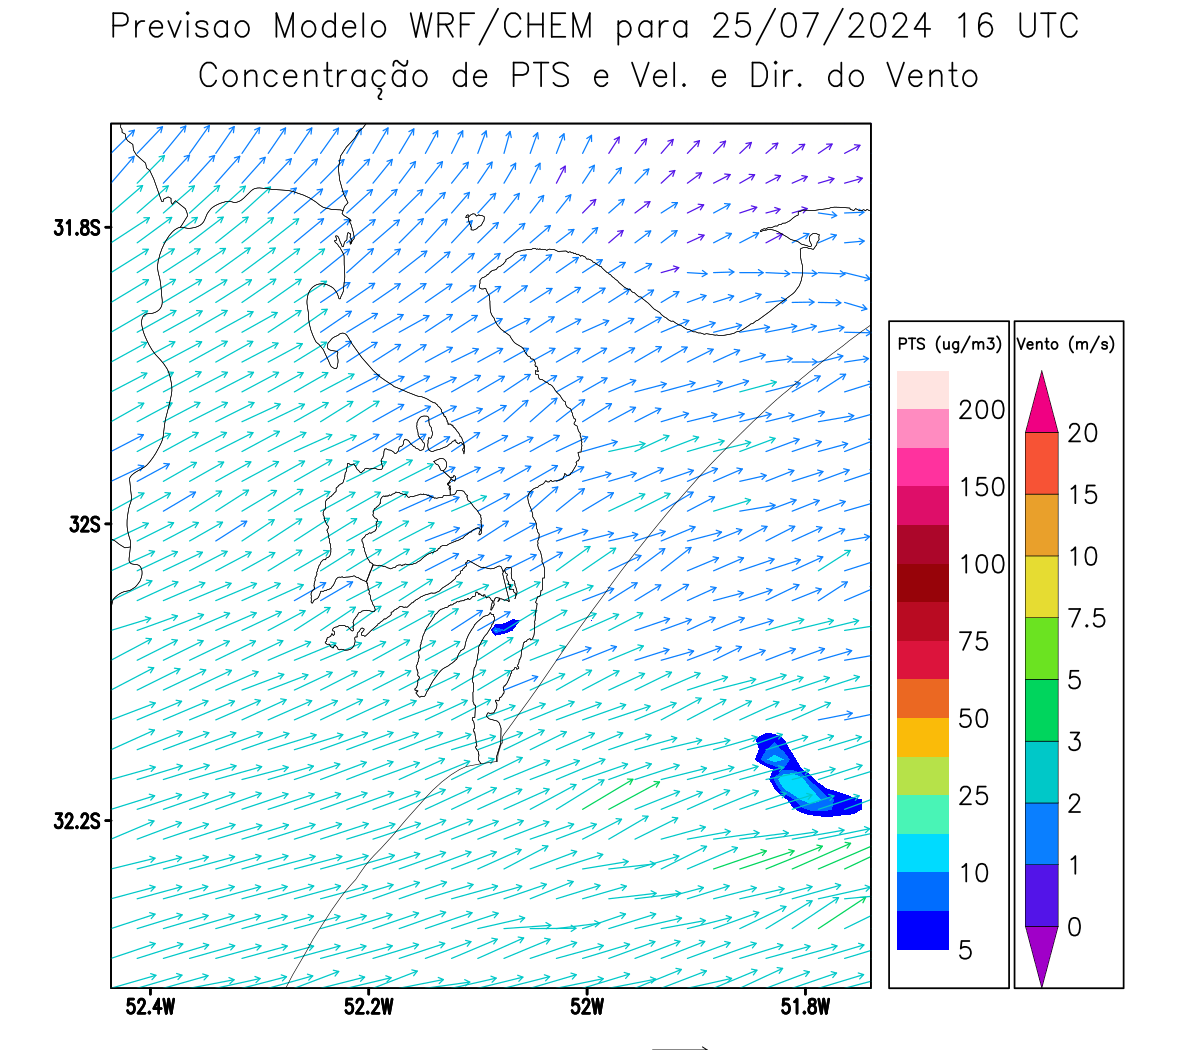 Previsao Modelo WRF/CHEM para 25/07/2024 16 UTC
Concentração de PTS e Vel. e Dir. do Vento
31.8S
32S
32.2S
52.4W 52.2W 52W 51.8W
PTS (ug/m3)
200
150
100
75
50
25
10
5
Vento (m/s)
20
15
10
7.5
5
3
2
1
0